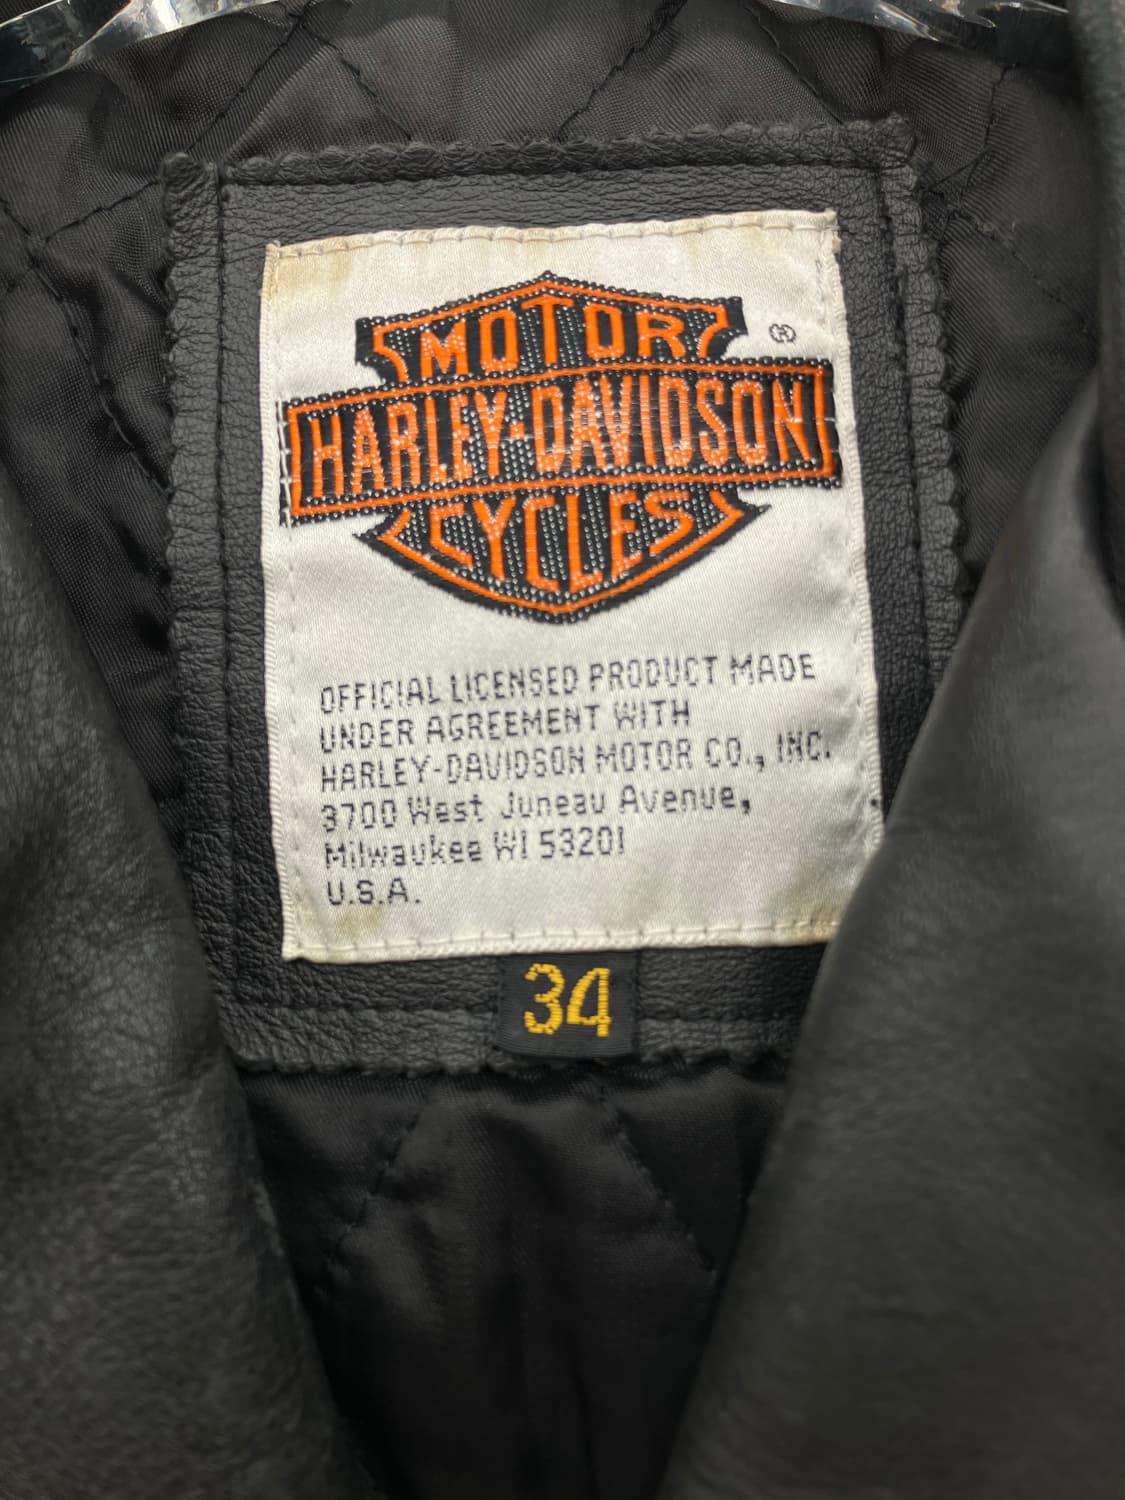 MOTOR
®
HARLEY-DAVIDSON
CYCLES
OFFICIAL LICENSED PRODUCT MADE
UNDER AGREEMENT WITH
HARLEY-DAVIDSON MOTOR CO., INC.
3700 West Juneau Avenue,
Milwaukee WI 53201
U.S.A.
34